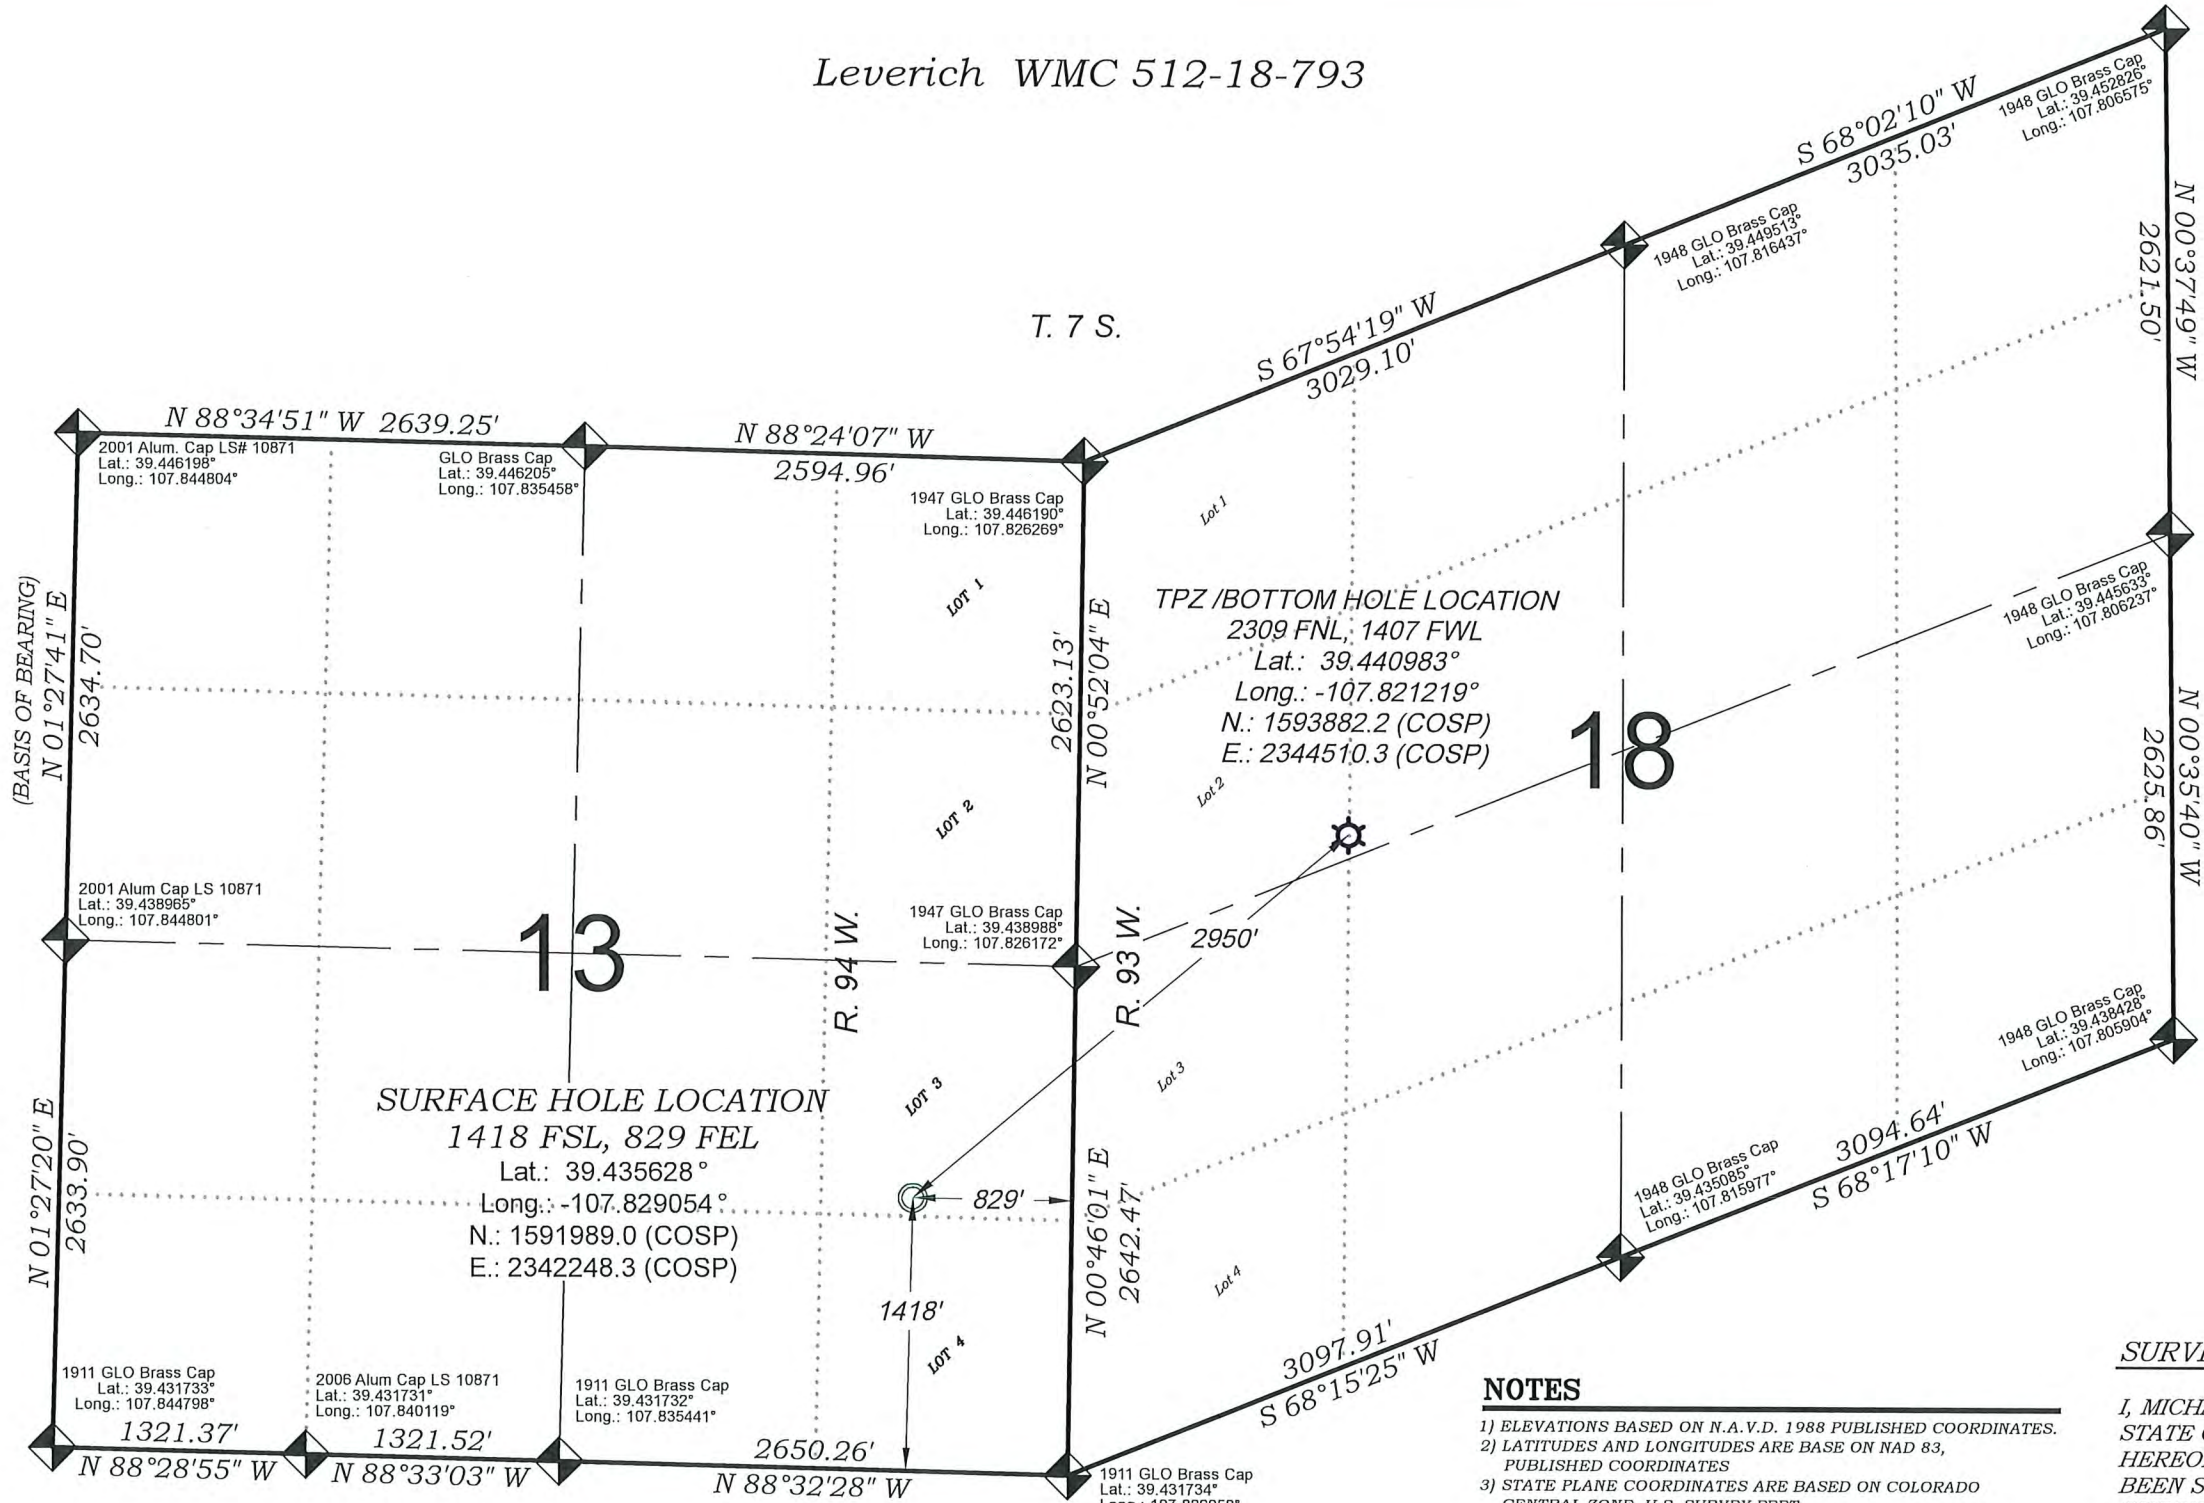 Leverich WMC 512-18-793
T. 7 S.
S 68°02'10" W
3035.03'
1948 GLO Brass Cap
Lat.: 39.452826°
Long.: 107.806575°
1948 GLO Brass Cap
Lat.: 39.449513°
Long.: 107.816437°
S 67°54'19" W
3029.10'
N 00°37'49" W
2621.50'
N 88°34'51" W 2639.25'
2001 Alum. Cap LS# 10871
Lat.: 39.446198°
Long.: 107.844804°
GLO Brass Cap
Lat.: 39.446205°
Long.: 107.835458°
N 88°24'07" W
2594.96'
1947 GLO Brass Cap
Lat.: 39.446190°
Long.: 107.826269°
Lot 1
LOT 1
(BASIS OF BEARING)
N 01°27'41" E
2634.70'
2623.13'
N 00°52'04" E
TPZ /BOTTOM HOLE LOCATION
2309 FNL, 1407 FWL
Lat.: 39.440983°
Long.: -107.821219°
N.: 1593882.2 (COSP)
E.: 2344510.3 (COSP)
18
1948 GLO Brass Cap
Lat.: 39.445633°
Long.: 107.806237°
N 00°35'40" W
2625.86'
Lot 2
LOT 2
2001 Alum Cap LS 10871
Lat.: 39.438965°
Long.: 107.844801°
13
R. 94 W.
1947 GLO Brass Cap
Lat.: 39.438988°
Long.: 107.826172°
R. 93 W.
2950'
1948 GLO Brass Cap
Lat.: 39.438428°
Long.: 107.805904°
LOT 3
Lot 3
SURFACE HOLE LOCATION
1418 FSL, 829 FEL
Lat.: 39.435628°
Long.: -107.829054°
N.: 1591989.0 (COSP)
E.: 2342248.3 (COSP)
829'
1418'
N 01°27'20" E
2633.90'
N 00°46'01" E
2642.47'
Lot 4
LOT 4
1948 GLO Brass Cap
Lat.: 39.435085°
Long.: 107.815977°
3094.64'
S 68°17'10" W
3097.91'
S 68°15'25" W
1911 GLO Brass Cap
Lat.: 39.431733°
Long.: 107.844798°
2006 Alum Cap LS 10871
Lat.: 39.431731°
Long.: 107.840119°
1911 GLO Brass Cap
Lat.: 39.431732°
Long.: 107.835441°
1321.37'
N 88°28'55" W
1321.52'
N 88°33'03" W
2650.26'
N 88°32'28" W
1911 GLO Brass Cap
Lat.: 39.431734°
NOTES
1) ELEVATIONS BASED ON N.A.V.D. 1988 PUBLISHED COORDINATES.
2) LATITUDES AND LONGITUDES ARE BASE ON NAD 83,
PUBLISHED COORDINATES
3) STATE PLANE COORDINATES ARE BASED ON COLORADO
CENTRAL ZONE, U.S. SURVEY FEET
SURV
I, MICH
STATE
HEREO
BEEN S